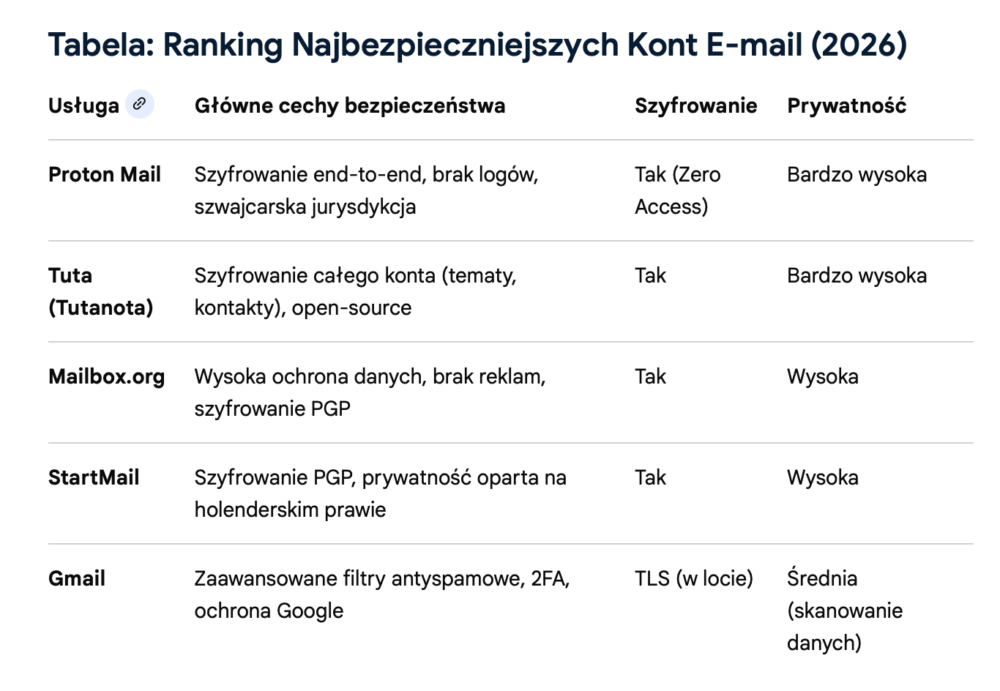 Tabela: Ranking Najbezpieczniejszych Kont E-mail (2026)
Usługa Główne cechy bezpieczeństwa Szyfrowanie Prywatność
Proton Mail Szyfrowanie end-to-end, brak logów, Tak (Zero Bardzo wysoka
szwajcarska jurysdykcja Access)
Tuta Szyfrowanie całego konta (tematy, Tak Bardzo wysoka
(Tutanota) kontakty), open-source
Mailbox.org Wysoka ochrona danych, brak reklam, Tak Wysoka
szyfrowanie PGP
StartMail Szyfrowanie PGP, prywatność oparta na Tak Wysoka
holenderskim prawie
Gmail Zaawansowane filtry antyspamowe, 2FA, TLS (w locie) Średnia
ochrona Google (skanowanie
danych)